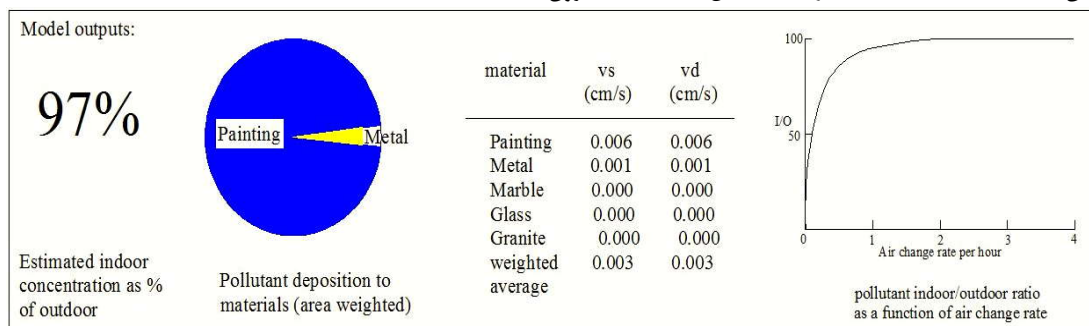 Model outputs:
97%
Estimated indoor
concentration as %
of outdoor
Painting
Metal
Pollutant deposition to
materials (area weighted)
material vs vd
(cm/s) (cm/s)
Painting 0.006 0.006
Metal 0.001 0.001
Marble 0.000 0.000
Glass 0.000 0.000
Granite 0.000 0.000
weighted 0.003 0.003
average
100
I/O
50
0 1 2 3 4
Air change rate per hour
pollutant indoor/outdoor ratio
as a function of air change rate